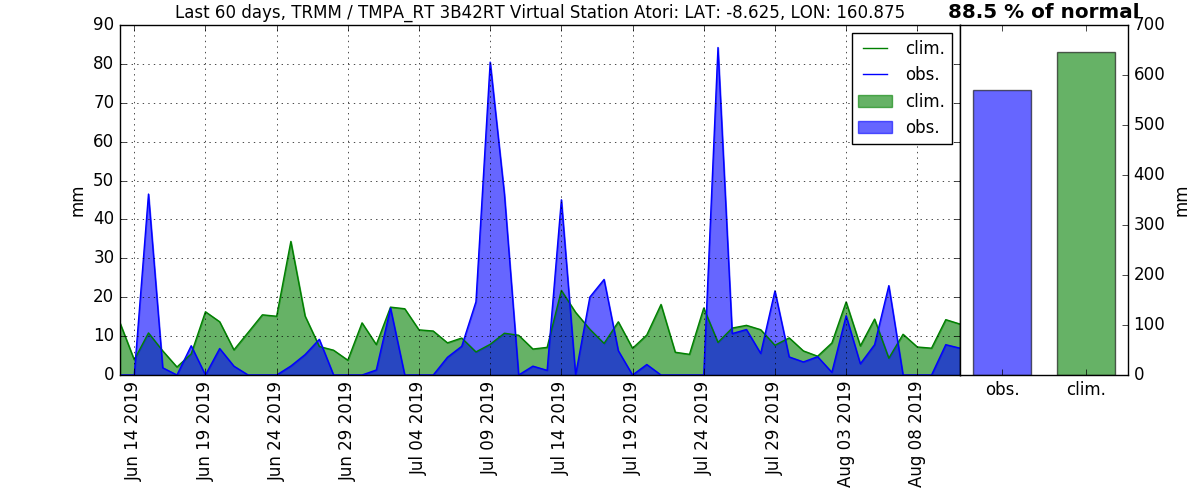 Last 60 days, TRMM / TMPA_RT 3B42RT Virtual Station Atori: LAT: -8.625, LON: 160.875
88.5 % of normal
90
80
70
60
50
40
30
20
10
0
mm
clim.
obs.
clim.
obs.
700
600
500
400
300
200
100
0
mm
obs.
clim.
Jun 14 2019
Jun 19 2019
Jun 24 2019
Jun 29 2019
Jul 04 2019
Jul 09 2019
Jul 14 2019
Jul 19 2019
Jul 24 2019
Jul 29 2019
Aug 03 2019
Aug 08 2019